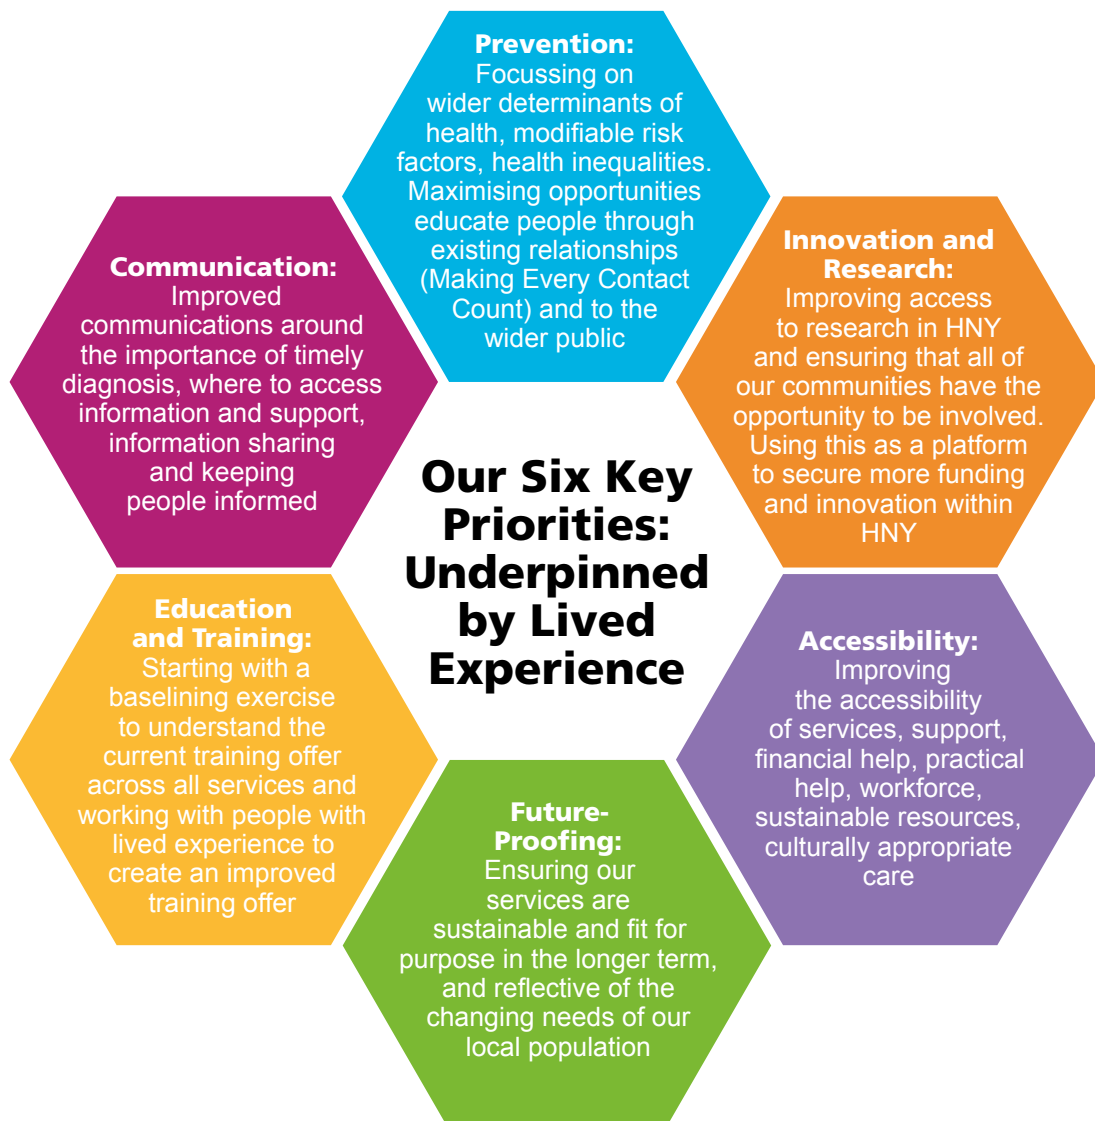 Prevention:
Focussing on
wider determinants of
health, modifiable risk
factors, health inequalities.
Maximising opportunities
educate people through
existing relationships
(Making Every Contact
Count) and to the
wider public
Innovation and
Research:
Improving access
to research in HNY
and ensuring that all of
our communities have the
opportunity to be involved.
Using this as a platform
to secure more funding
and innovation within
HNY
Accessibility:
Improving
the accessibility
of services, support,
financial help, practical
help, workforce,
sustainable resources,
culturally appropriate
care
Future-
Proofing:
Ensuring our
services are
sustainable and fit for
purpose in the longer term,
and reflective of the
changing needs of our
local population
Education
and Training:
Starting with a
baselining exercise
to understand the
current training offer
across all services and
working with people with
lived experience to
create an improved
training offer
Communication:
Improved
communications around
the importance of timely
diagnosis, where to access
information and support,
information sharing
and keeping
people informed
Our Six Key
Priorities:
Underpinned
by Lived
Experience